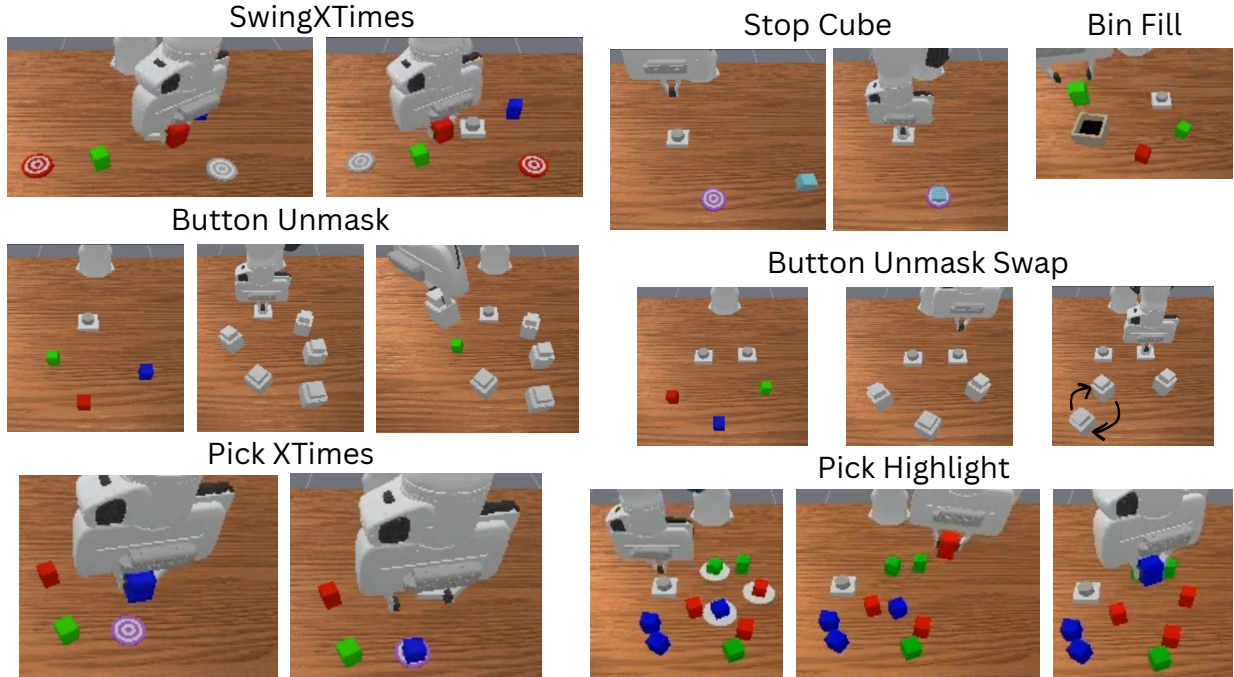 SwingXTimes
Stop Cube
Bin Fill
Button Unmask
Button Unmask Swap
Pick XTimes
Pick Highlight